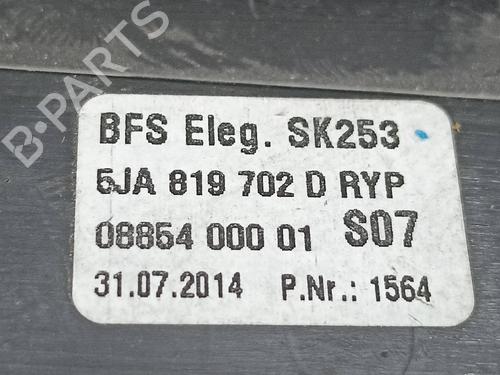 B-PARTS
BFS Eleg. SK253
5JA 819 702 D RYP
08854 000 01 S07
31.07.2014 P.Nr.: 1564